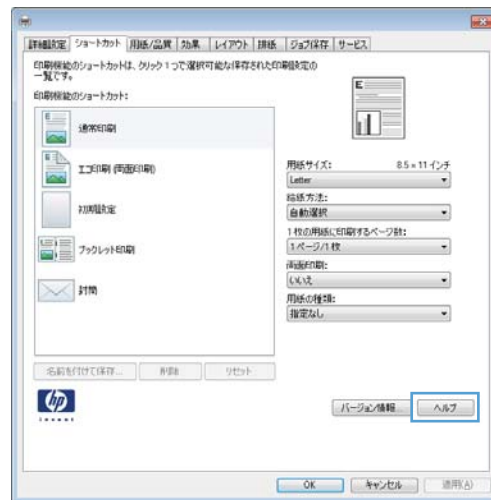 詳細設定 ショートカット 用紙/品質 効果 レイアウト 排紙 ジョブ保存 サービス
印刷機能のショートカットは、クリック1つで選択可能な保存された印刷設定の
一覧です。
印刷機能のショートカット:
通常印刷
エコ印刷 (両面印刷)
初期設定
ブックレット印刷
封筒
E
用紙サイズ: 8.5 × 11 インチ
Letter
給紙方法:
自動選択
1 枚の用紙に印刷するページ数:
1 ページ/1 枚
両面印刷:
いいえ
用紙の種類:
指定なし
名前を付けて保存... 削除 リセット
hp
invent
バージョン情報... ヘルプ
OK キャンセル 適用(A)